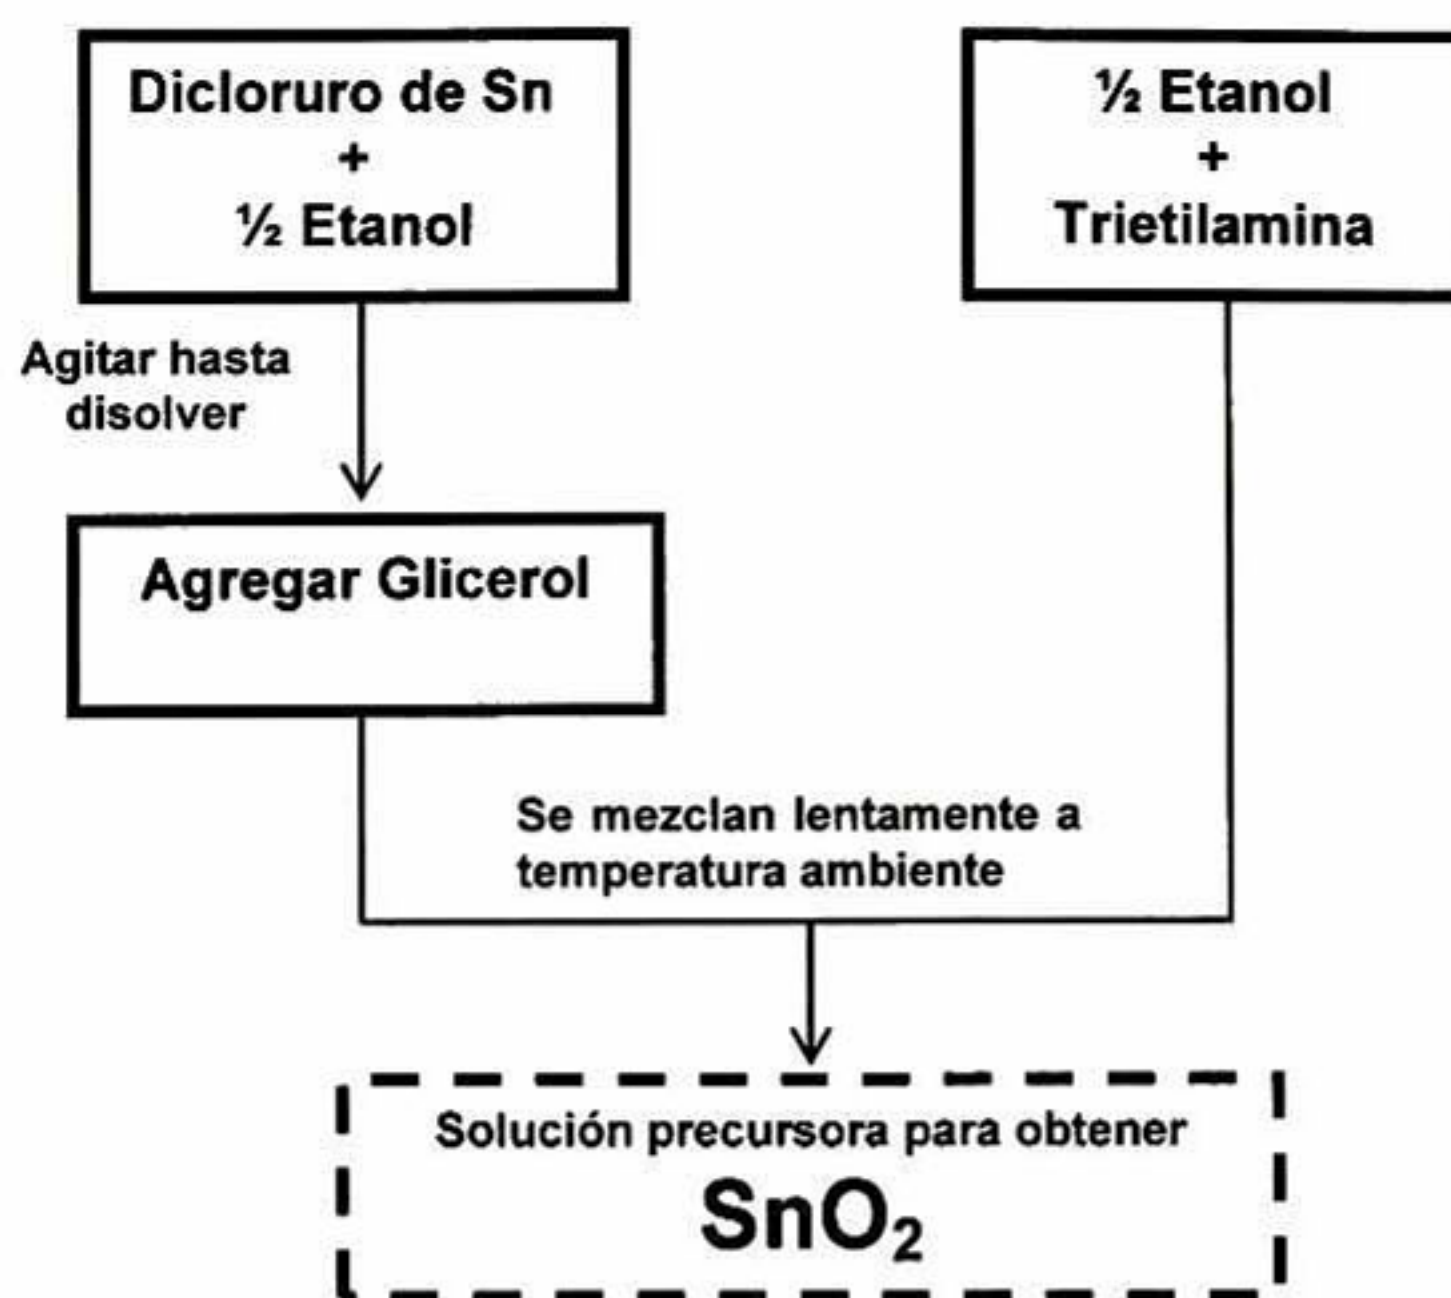 Dicloruro de Sn
+
½ Etanol
½ Etanol
+
Trietilamina
Agitar hasta
disolver
Agregar Glicerol
Se mezclan lentamente a
temperatura ambiente
Solución precursora para obtener
SnO₂